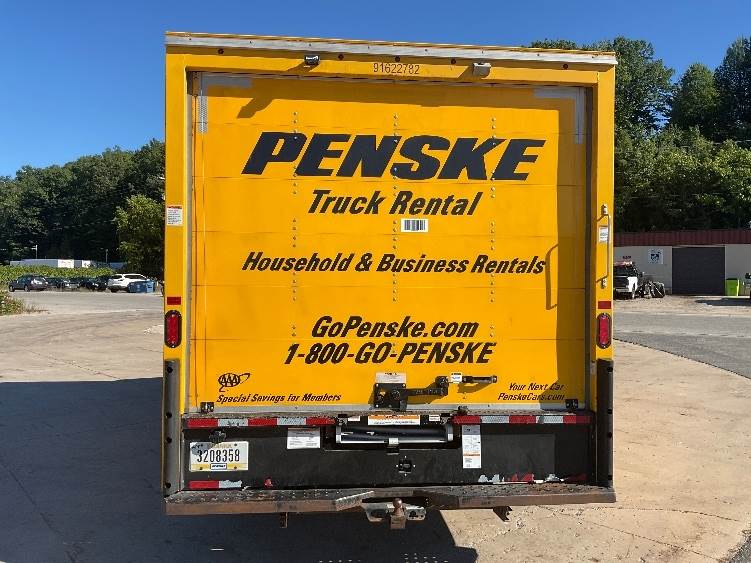 91622782
PENSKE
Truck Rental
Household & Business Rentals
GoPenske.com
1-800-GO-PENSKE
AAA
Special Savings for Members
Your Next Car
PenskeCars.com
3208358